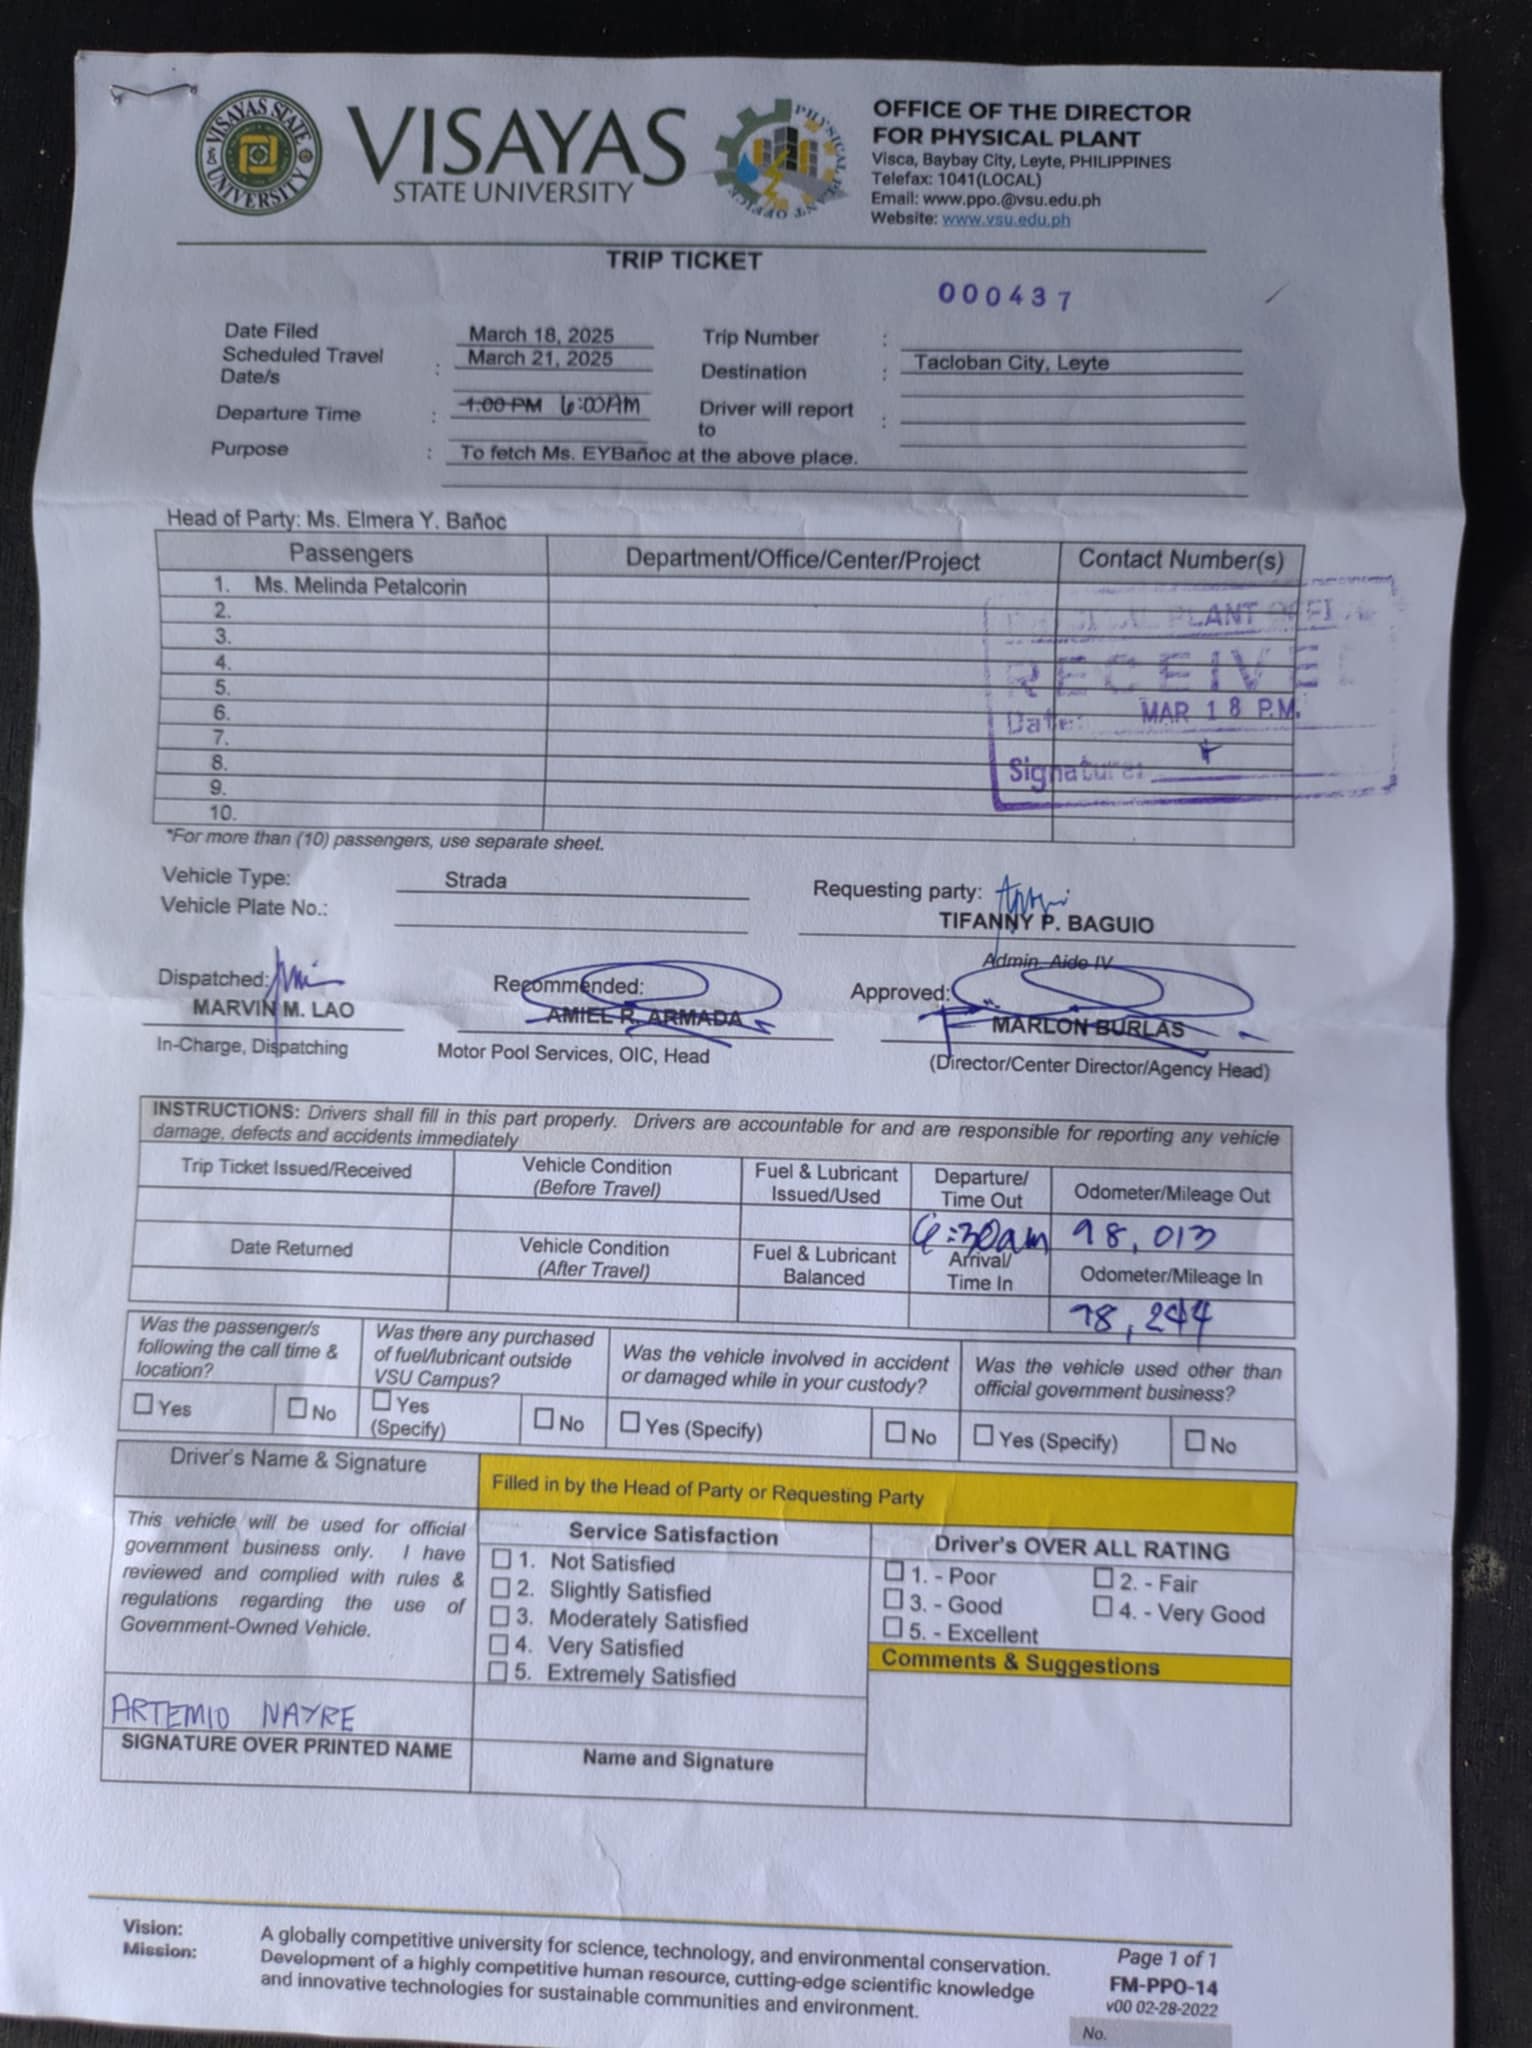 VISAYAS STATE UNIVERSITY
VISAYAS
STATE UNIVERSITY
PHYSICAL PLANT OFFICE
OFFICE OF THE DIRECTOR
FOR PHYSICAL PLANT
Visca, Baybay City, Leyte, PHILIPPINES
Telefax: 1041(LOCAL)
Email: www.ppo.@vsu.edu.ph
Website: www.vsu.edu.ph
TRIP TICKET
000437
Date Filed March 18, 2025 Trip Number :
Scheduled Travel Date/s : March 21, 2025 Destination : Tacloban City, Leyte
Departure Time : 1:00 PM 6:00AM Driver will report to :
Purpose : To fetch Ms. EYBañoc at the above place.
Head of Party: Ms. Elmera Y. Bañoc
Passengers Department/Office/Center/Project Contact Number(s)
1. Ms. Melinda Petalcorin
2.
3.
4.
5.
6.
7.
8.
9.
10.
PLANT
RECEIVE
Date: MAR 18 P.M.
Signature:
*For more than (10) passengers, use separate sheet.
Vehicle Type: Strada
Vehicle Plate No.:
Requesting party:
TIFANNY P. BAGUIO
Admin. Aide IV
Dispatched: Recommended: Approved:
MARVIN M. LAO AMIEL R. ARMADA MARLON BURLAS
In-Charge, Dispatching Motor Pool Services, OIC, Head (Director/Center Director/Agency Head)
INSTRUCTIONS: Drivers shall fill in this part properly. Drivers are accountable for and are responsible for reporting any vehicle
damage, defects and accidents immediately
Trip Ticket Issued/Received Vehicle Condition (Before Travel) Fuel & Lubricant Issued/Used Departure/ Time Out Odometer/Mileage Out
6:30am 98,013
Date Returned Vehicle Condition (After Travel) Fuel & Lubricant Balanced Arrival/ Time In Odometer/Mileage In
98,244
Was the passenger/s following the call time & location?
Yes No
Was there any purchased of fuel/lubricant outside VSU Campus?
Yes (Specify) No
Was the vehicle involved in accident or damaged while in your custody?
Yes (Specify) No
Was the vehicle used other than official government business?
Yes (Specify) No
Driver's Name & Signature
Filled in by the Head of Party or Requesting Party
This vehicle will be used for official
government business only. I have
reviewed and complied with rules &
regulations regarding the use of
Government-Owned Vehicle.
ARTEMIO NAYRE
SIGNATURE OVER PRINTED NAME
Service Satisfaction
1. Not Satisfied
2. Slightly Satisfied
3. Moderately Satisfied
4. Very Satisfied
5. Extremely Satisfied
Name and Signature
Driver's OVER ALL RATING
1. - Poor 2. - Fair
3. - Good 4. - Very Good
5. - Excellent
Comments & Suggestions
Vision: A globally competitive university for science, technology, and environmental conservation.
Mission: Development of a highly competitive human resource, cutting-edge scientific knowledge
and innovative technologies for sustainable communities and environment.
Page 1 of 1
FM-PPO-14
v00 02-28-2022
No.